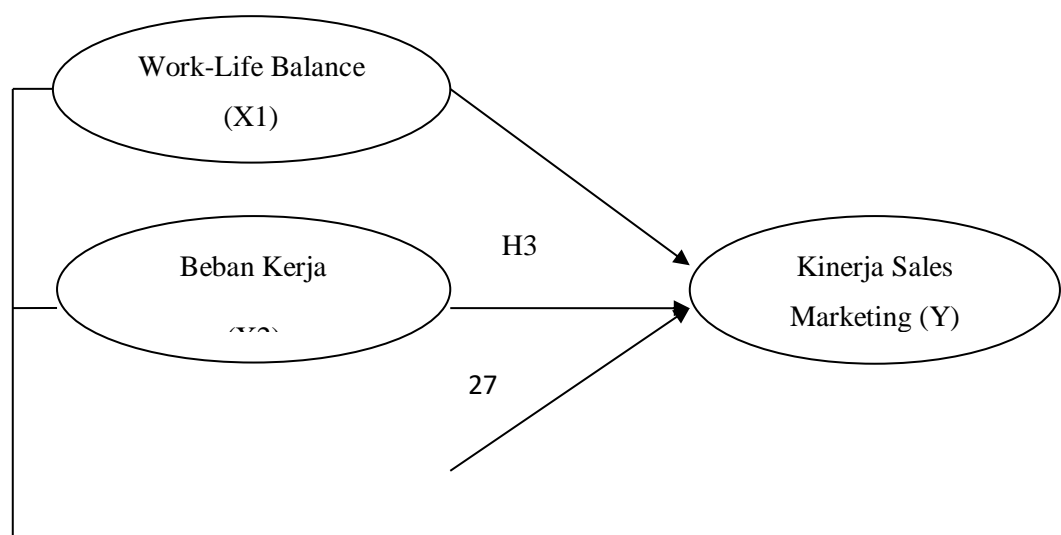 Work-Life Balance
(X1)
Beban Kerja
H3
Kinerja Sales
Marketing (Y)
27